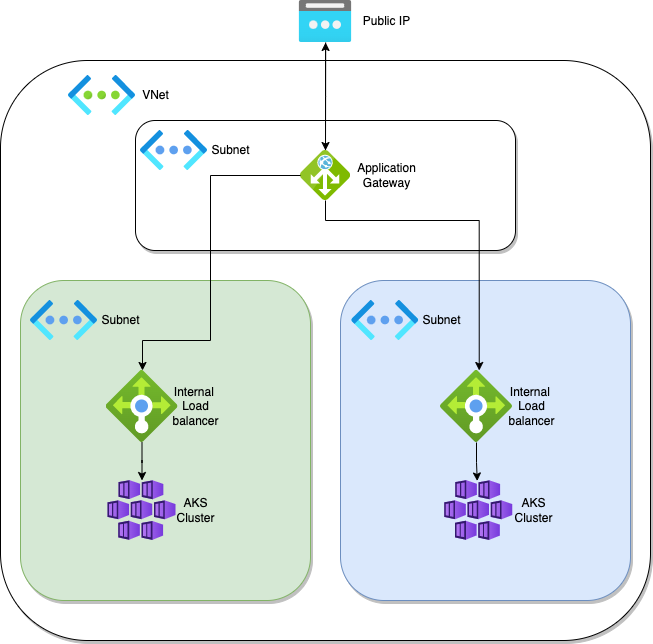 Public IP
VNet
Subnet
Application
Gateway
Subnet
Subnet
Internal
Load
balancer
Internal
Load
balancer
AKS
Cluster
AKS
Cluster